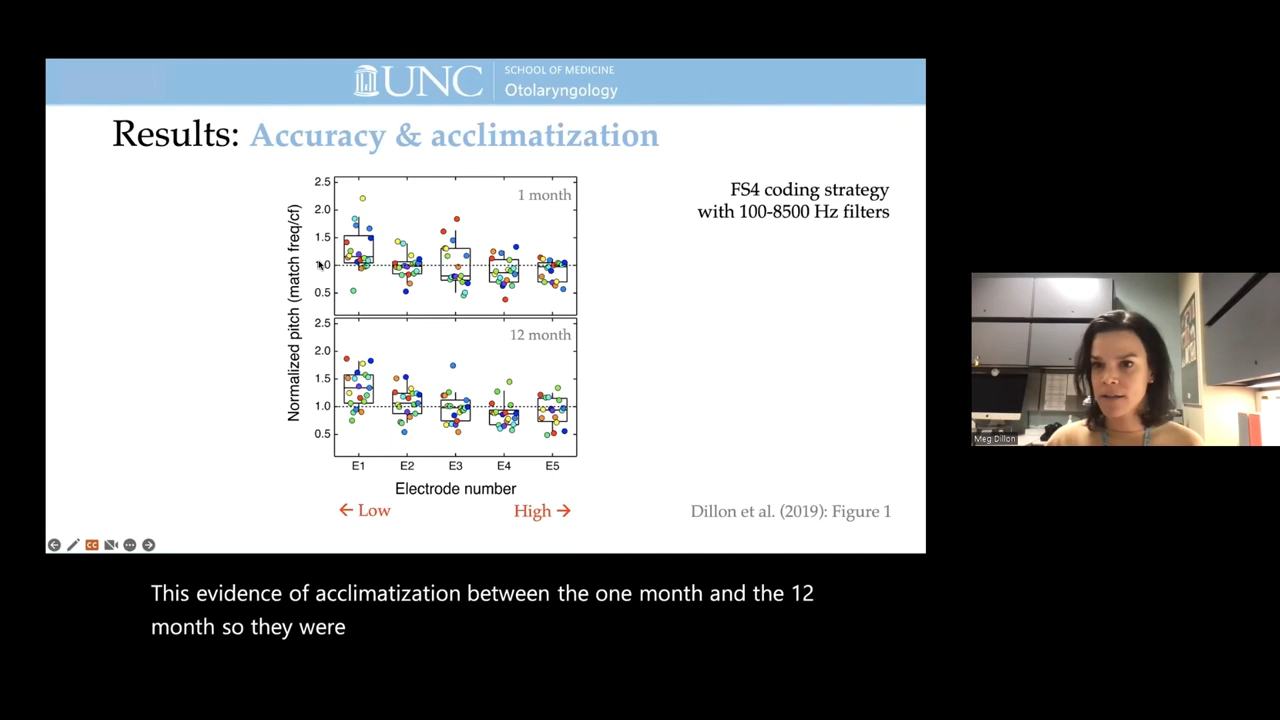 UNC
SCHOOL OF MEDICINE
Otolaryngology
Results: Accuracy & acclimatization
FS4 coding strategy
with 100-8500 Hz filters
Normalized pitch (match freq/cf)
2.5
2.0
1.5
1.0
0.5
1 month
2.5
2.0
1.5
1.0
0.5
12 month
E1 E2 E3 E4 E5
Electrode number
← Low High →
Dillon et al. (2019): Figure 1
CC
Meg Dillon
This evidence of acclimatization between the one month and the 12
month so they were